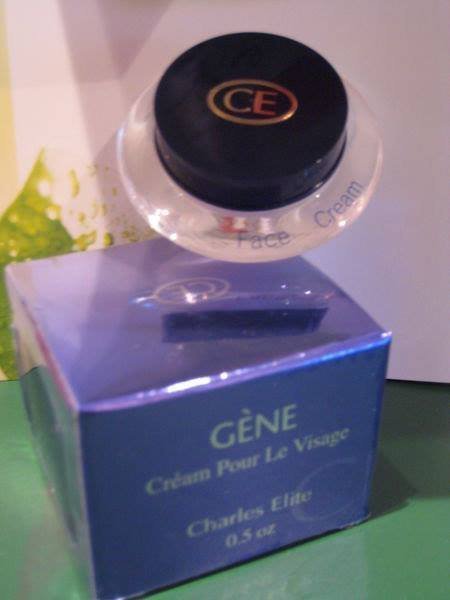 CE
Face Cream
GÈNE
Créam Pour Le Visage
Charles Elite
0.5 oz